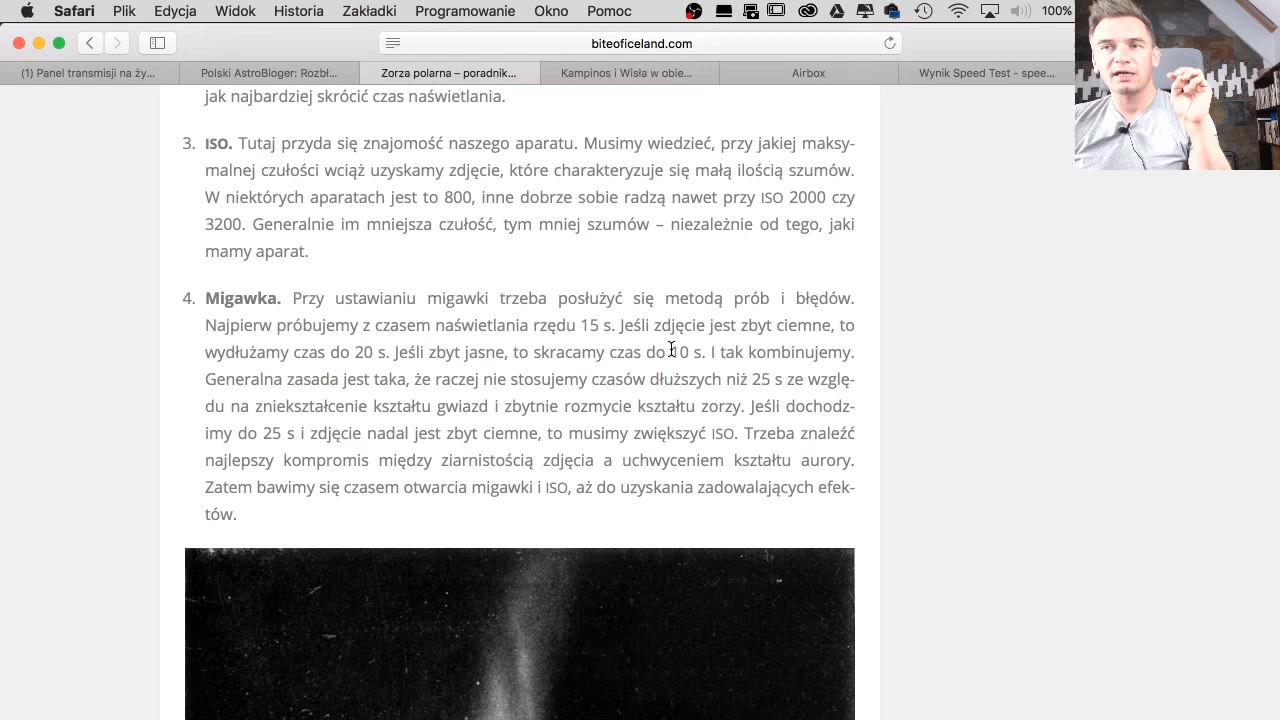 Safari Plik Edycja Widok Historia Zakładki Programowanie Okno Pomoc 100%
biteoficeland.com
(1) Panel transmisji na ży... Polski AstroBloger: Rozbł... Zorza polarna – poradnik... Kampinos i Wisła w obie... Airbox Wynik Speed Test - spee...
jak najbardziej skrócić czas naświetlania.
3. ISO. Tutaj przyda się znajomość naszego aparatu. Musimy wiedzieć, przy jakiej maksy-
malnej czułości wciąż uzyskamy zdjęcie, które charakteryzuje się małą ilością szumów.
W niektórych aparatach jest to 800, inne dobrze sobie radzą nawet przy ISO 2000 czy
3200. Generalnie im mniejsza czułość, tym mniej szumów – niezależnie od tego, jaki
mamy aparat.
4. Migawka. Przy ustawianiu migawki trzeba posłużyć się metodą prób i błędów.
Najpierw próbujemy z czasem naświetlania rzędu 15 s. Jeśli zdjęcie jest zbyt ciemne, to
wydłużamy czas do 20 s. Jeśli zbyt jasne, to skracamy czas do 10 s. I tak kombinujemy.
Generalna zasada jest taka, że raczej nie stosujemy czasów dłuższych niż 25 s ze wzglę-
du na zniekształcenie kształtu gwiazd i zbytnie rozmycie kształtu zorzy. Jeśli dochodz-
imy do 25 s i zdjęcie nadal jest zbyt ciemne, to musimy zwiększyć ISO. Trzeba znaleźć
najlepszy kompromis między ziarnistością zdjęcia a uchwyceniem kształtu aurory.
Zatem bawimy się czasem otwarcia migawki i ISO, aż do uzyskania zadowalających efek-
tów.